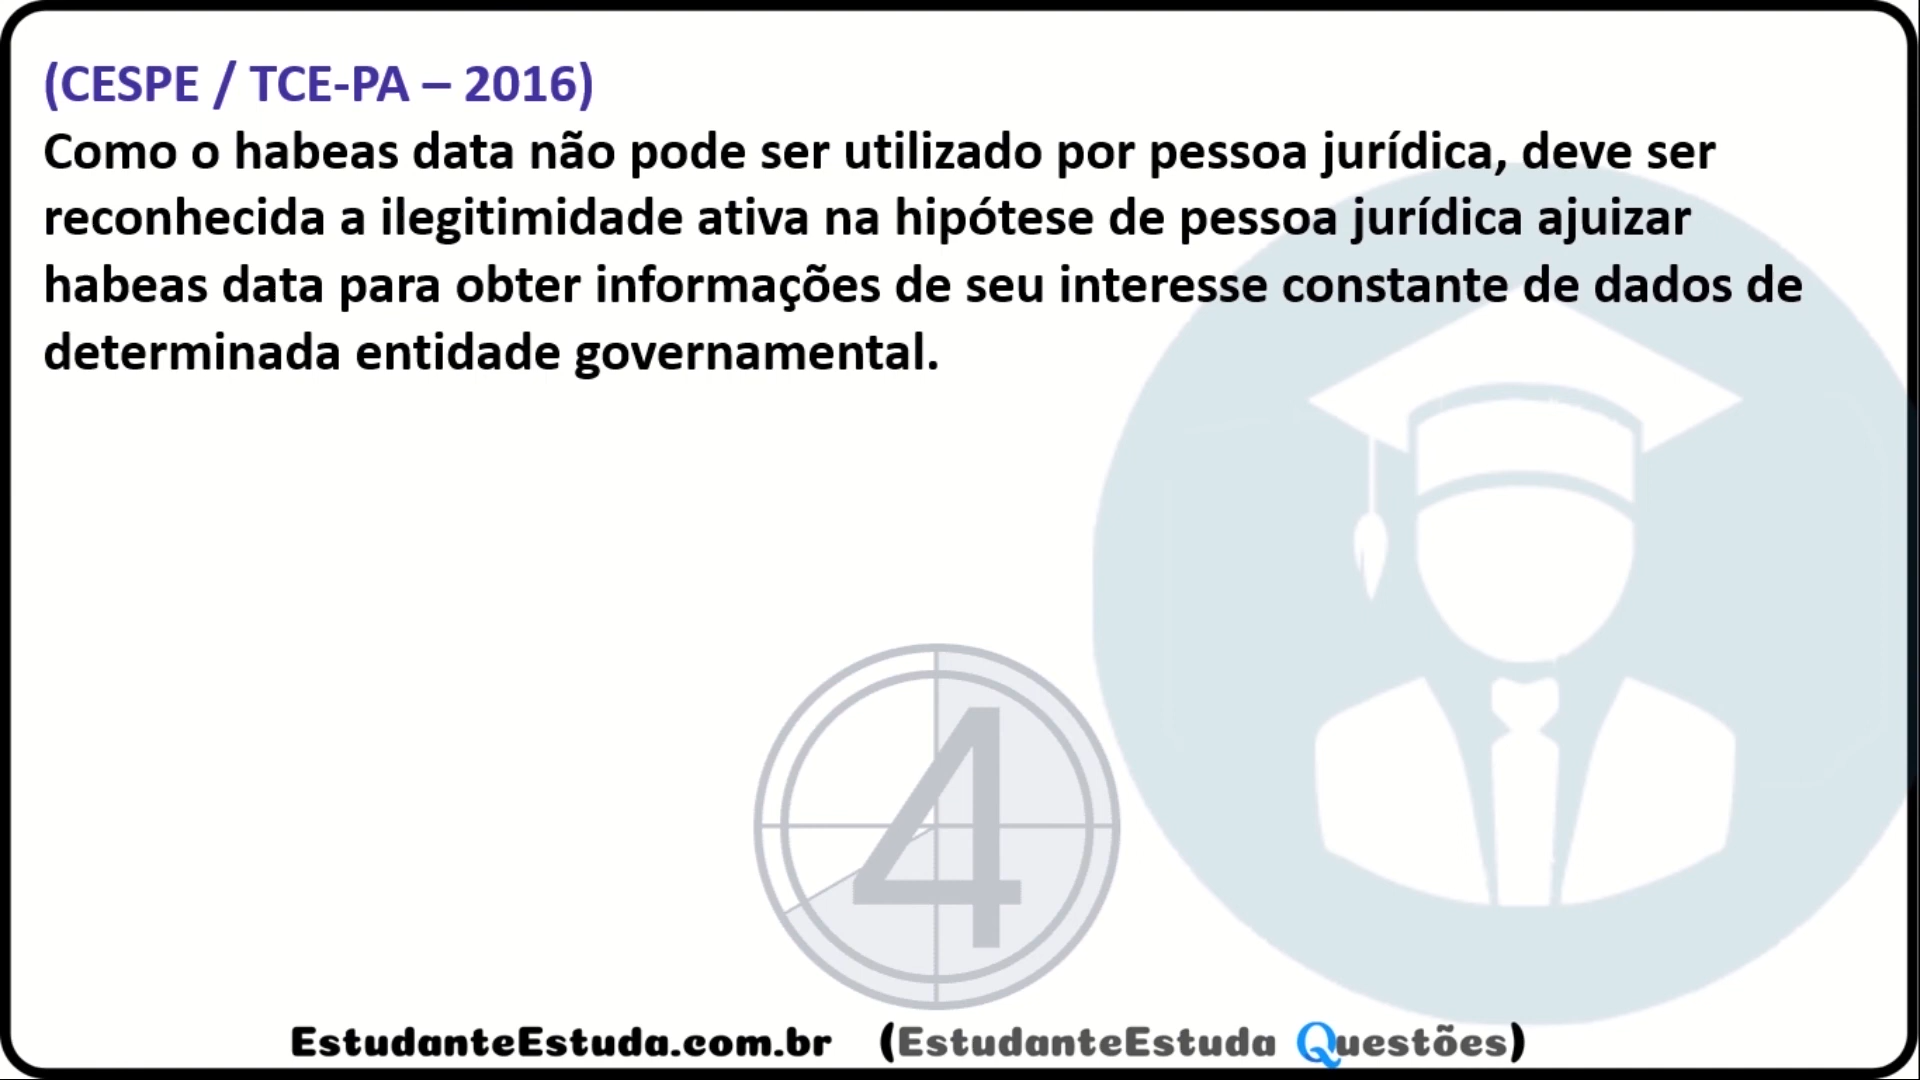 (CESPE / TCE-PA – 2016)
Como o habeas data não pode ser utilizado por pessoa jurídica, deve ser
reconhecida a ilegitimidade ativa na hipótese de pessoa jurídica ajuizar
habeas data para obter informações de seu interesse constante de dados de
determinada entidade governamental.
4
EstudanteEstuda.com.br (EstudanteEstuda Questões)